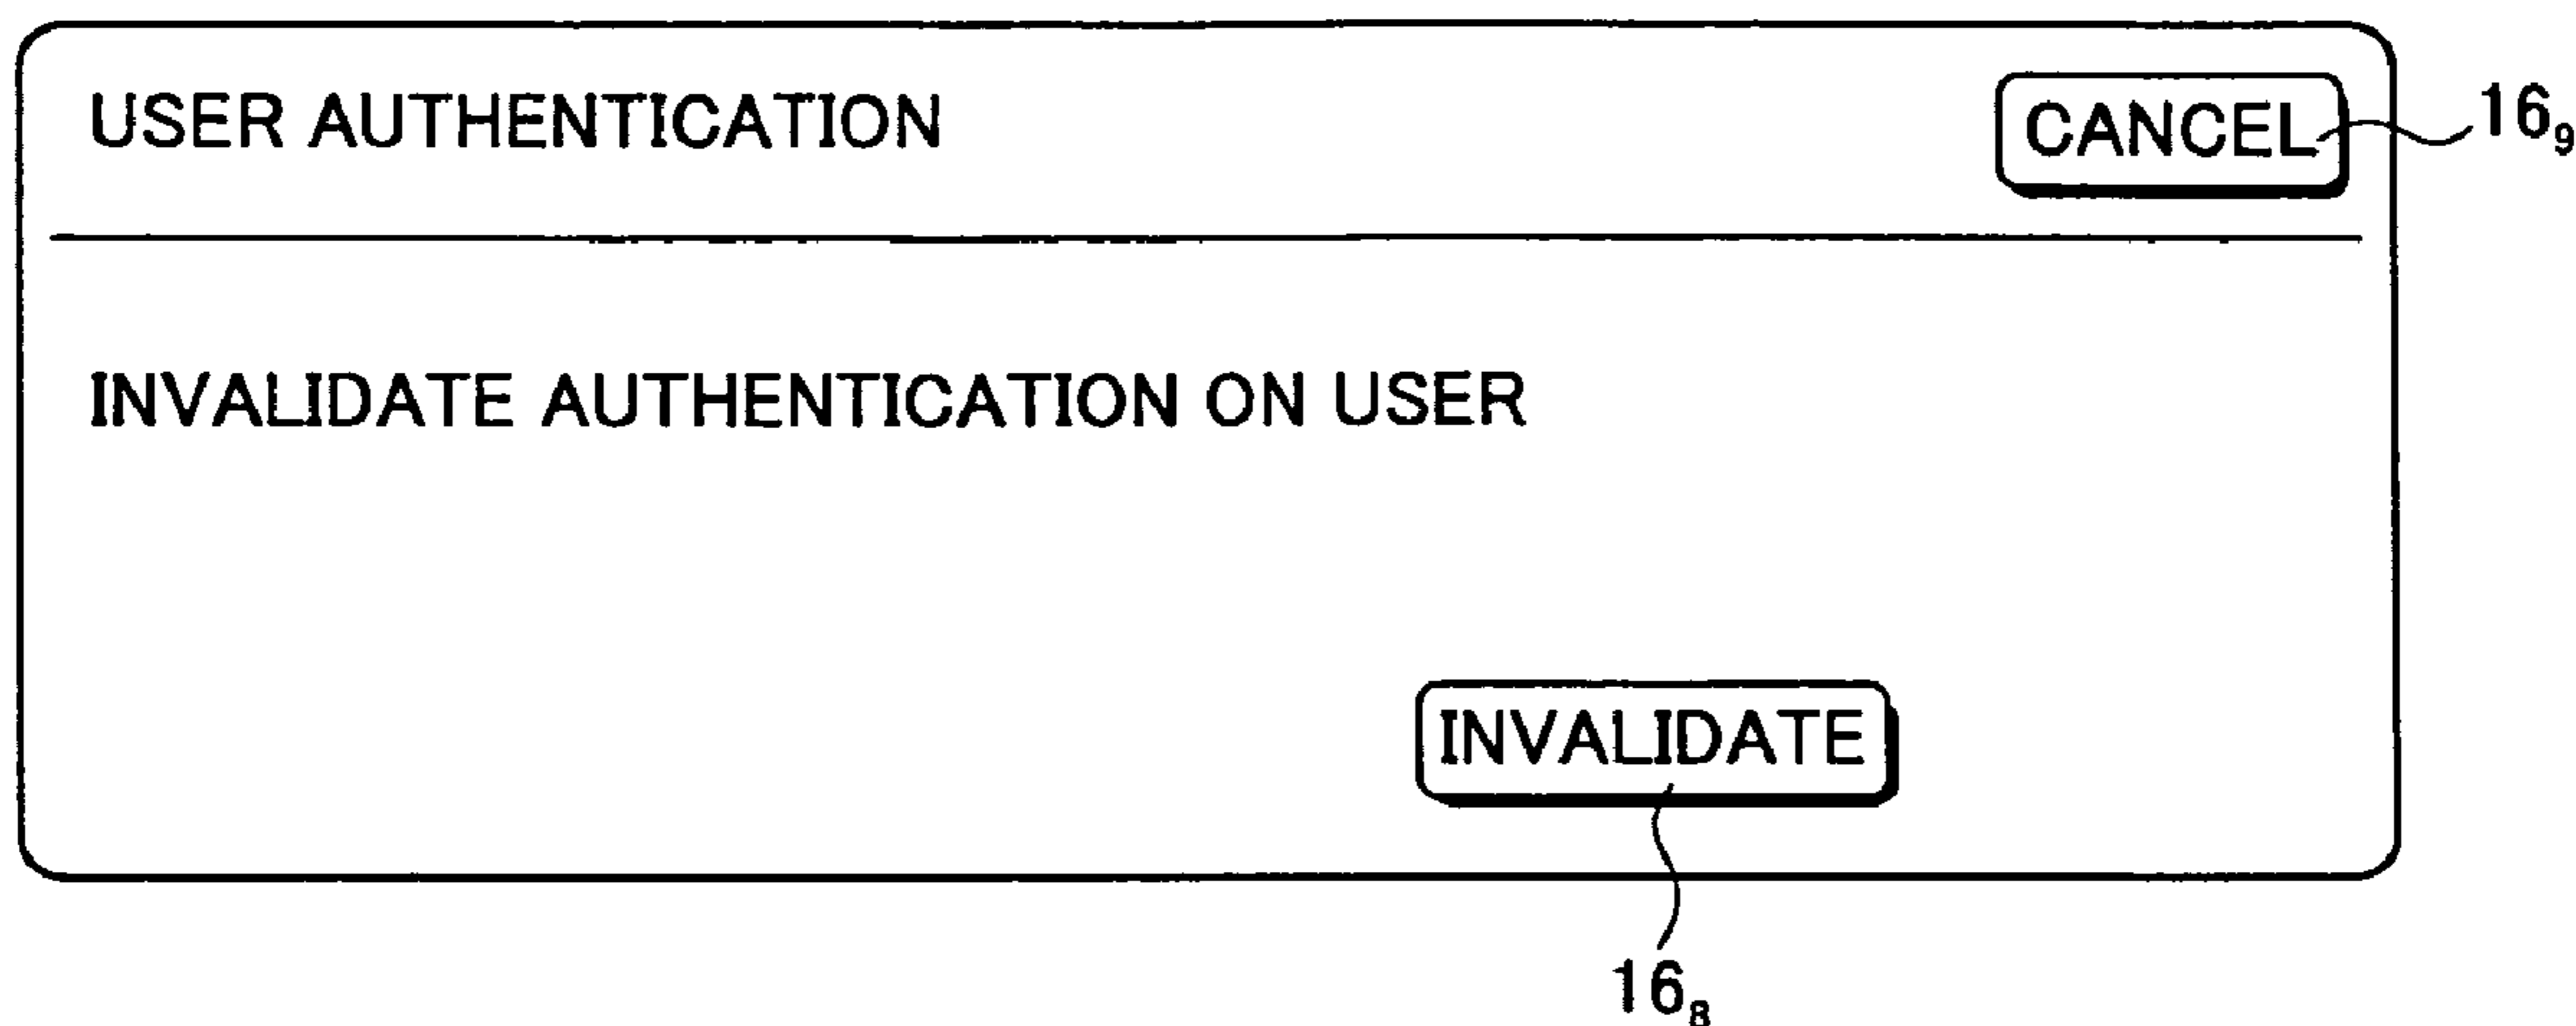 USER AUTHENTICATION
CANCEL
16₉
INVALIDATE AUTHENTICATION ON USER
INVALIDATE
16₈